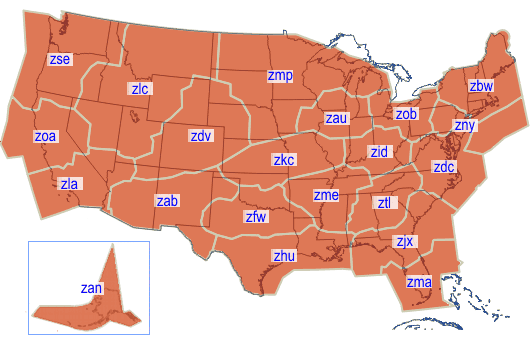 zse
zlc
zmp
zbw
zau
zob
zny
zoa
zdv
zkc
zid
zdc
zla
zab
zfw
zme
ztl
zjx
zhu
zma
zan